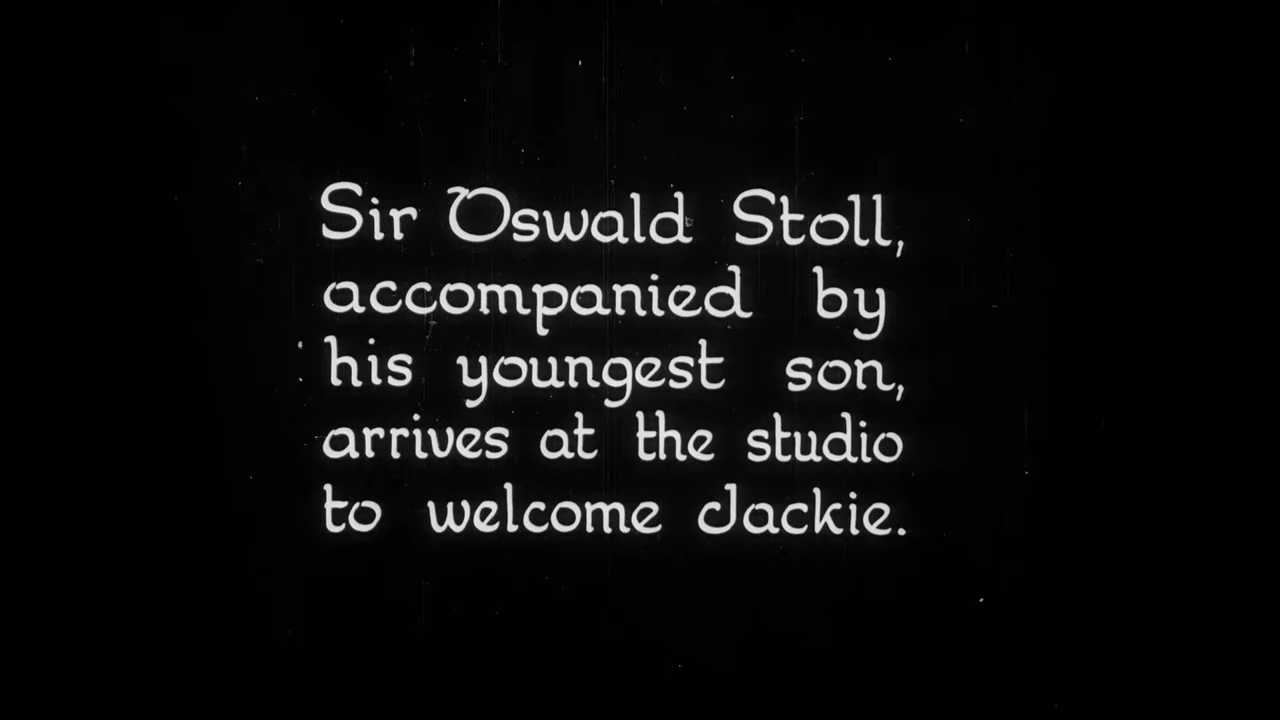 Sir Oswald Stoll,
accompanied by
his youngest son,
arrives at the studio
to welcome Jackie.